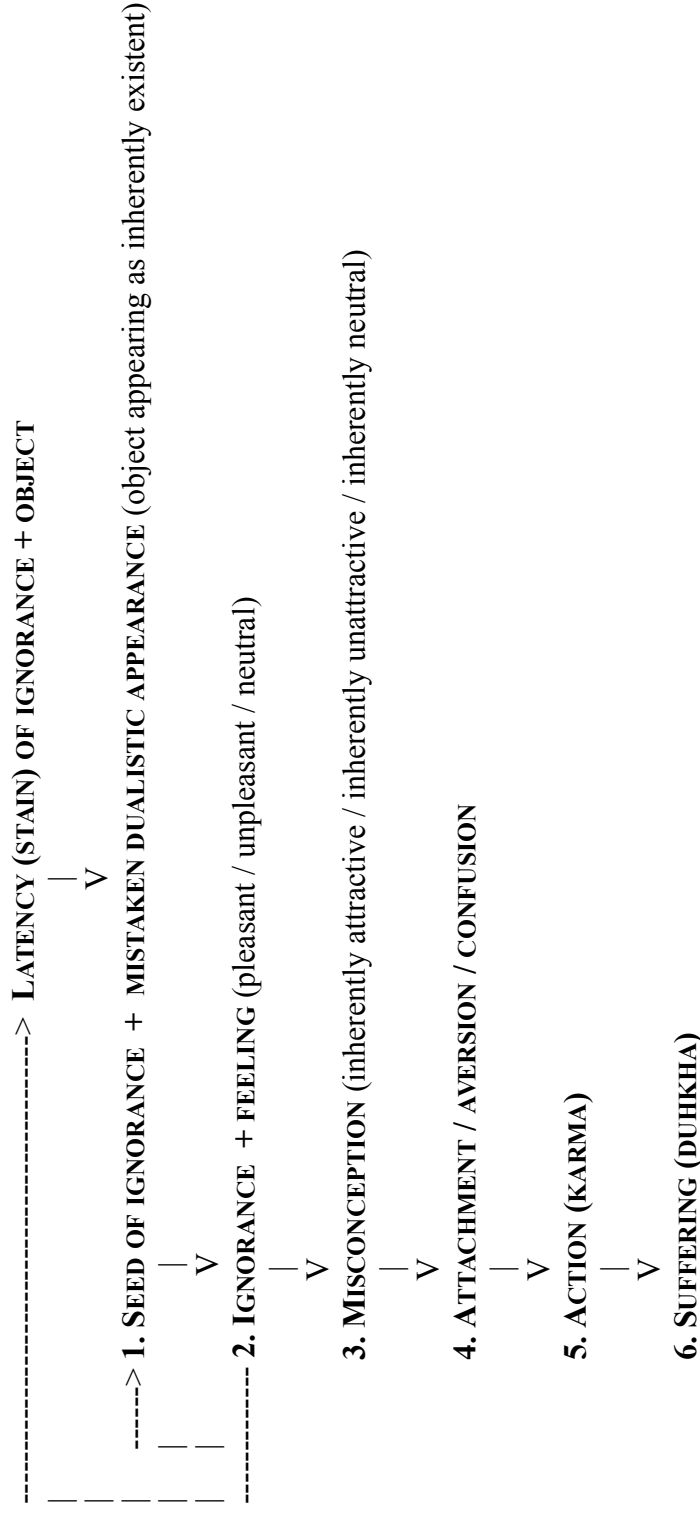 -----------------------------> LATENCY (STAIN) OF IGNORANCE + OBJECT
|
V
-----> 1. SEED OF IGNORANCE + MISTAKEN DUALISTIC APPEARANCE (object appearing as inherently existent)
|
V
2. IGNORANCE + FEELING (pleasant / unpleasant / neutral)
|
V
3. MISCONCEPTION (inherently attractive / inherently unattractive / inherently neutral)
|
V
4. ATTACHMENT / AVERSION / CONFUSION
|
V
5. ACTION (KARMA)
|
V
6. SUFFERING (DUHKHA)